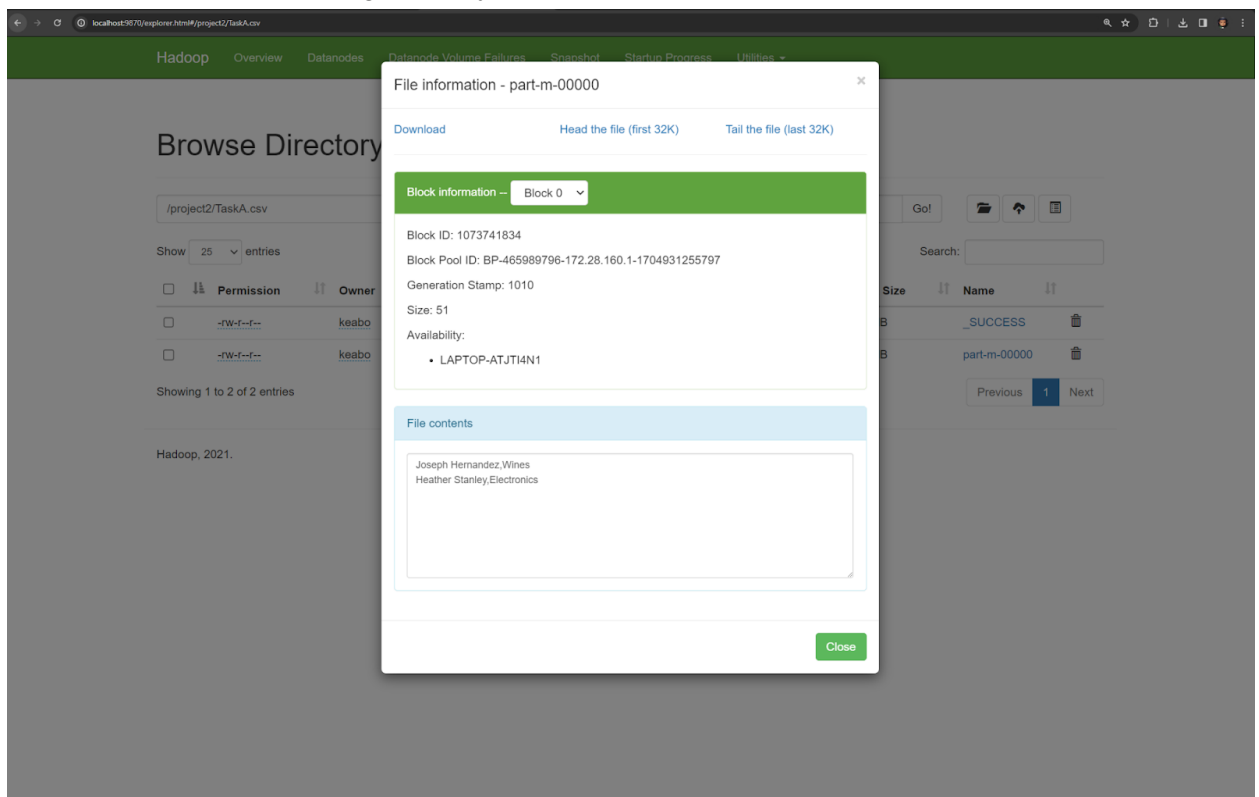 localhost:9870/explorer.html#/project2/TaskA.csv
Hadoop Overview Datanodes Datanode Volume Failures Snapshot Startup Progress Utilities
File information - part-m-00000 ×
Download Head the file (first 32K) Tail the file (last 32K)
Browse Directory
Block information -- Block 0
/project2/TaskA.csv Go!
Show 25 entries Search:
Block ID: 1073741834
Block Pool ID: BP-465989796-172.28.160.1-1704931255797
Generation Stamp: 1010
Size: 51
Availability:
• LAPTOP-ATJTI4N1
Permission Owner Size Name
-rw-r--r-- keabo B _SUCCESS
-rw-r--r-- keabo B part-m-00000
Showing 1 to 2 of 2 entries Previous 1 Next
File contents
Joseph Hernandez,Wines
Heather Stanley,Electronics
Hadoop, 2021.
Close